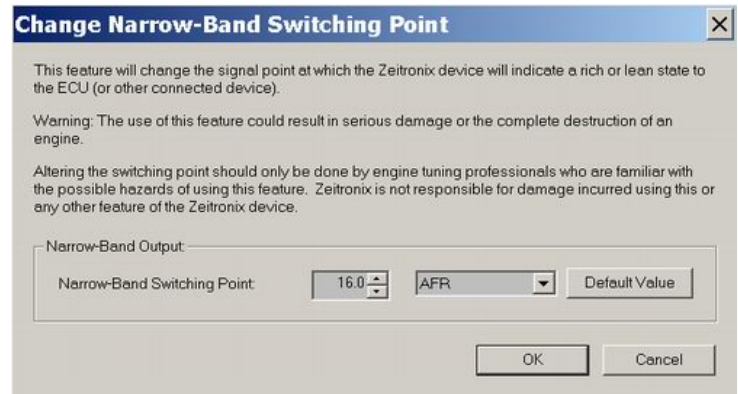 Change Narrow-Band Switching Point
This feature will change the signal point at which the Zeitronix device will indicate a rich or lean state to
the ECU (or other connected device).
Warning: The use of this feature could result in serious damage or the complete destruction of an
engine.
Altering the switching point should only be done by engine tuning professionals who are familiar with
the possible hazards of using this feature. Zeitronix is not responsible for damage incurred using this or
any other feature of the Zeitronix device.
Narrow-Band Output:
Narrow-Band Switching Point: 16.0 AFR Default Value
OK Cancel